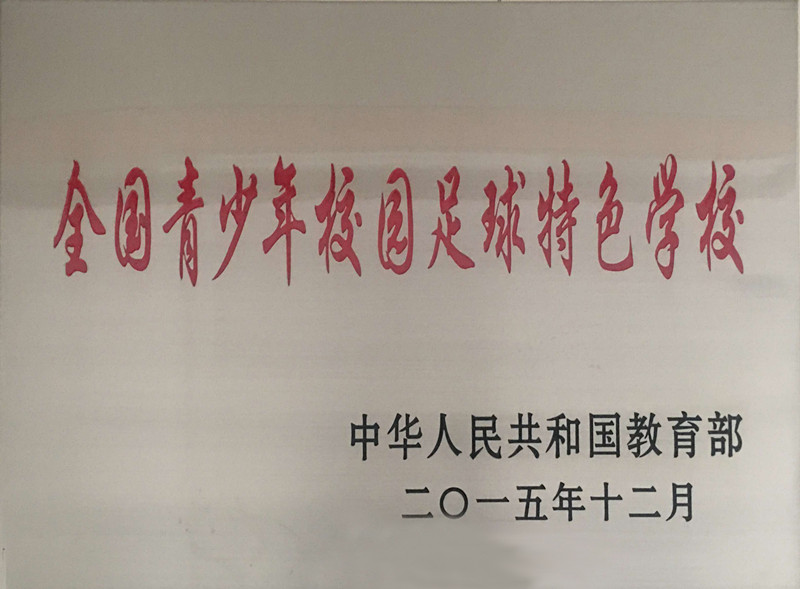 全国青少年校园足球特色学校
中华人民共和国教育部
二〇一五年十二月